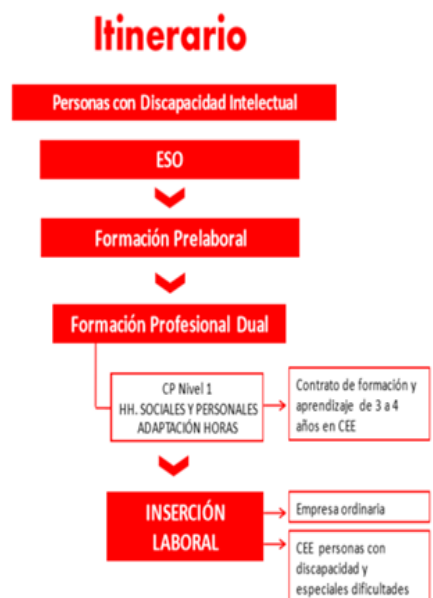 Itinerario
Personas con Discapacidad Intelectual
ESO
Formación Prelaboral
Formación Profesional Dual
CP Nivel 1
HH. SOCIALES Y PERSONALES
ADAPTACIÓN HORAS
Contrato de formación y
aprendizaje de 3 a 4
años en CEE
INSERCIÓN
LABORAL
Empresa ordinaria
CEE personas con
discapacidad y
especiales dificultades